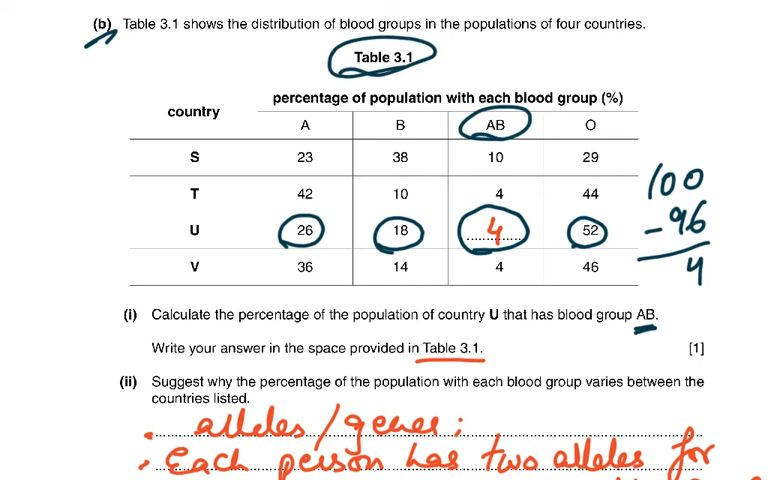 (b) Table 3.1 shows the distribution of blood groups in the populations of four countries.
Table 3.1
country percentage of population with each blood group (%)
A B AB O
S 23 38 10 29
T 42 10 4 44
U 26 18 4 52
V 36 14 4 46
100
- 96
4
(i) Calculate the percentage of the population of country U that has blood group AB.
Write your answer in the space provided in Table 3.1. [1]
(ii) Suggest why the percentage of the population with each blood group varies between the
countries listed.
• alleles/genes;
• Each person has two alleles for